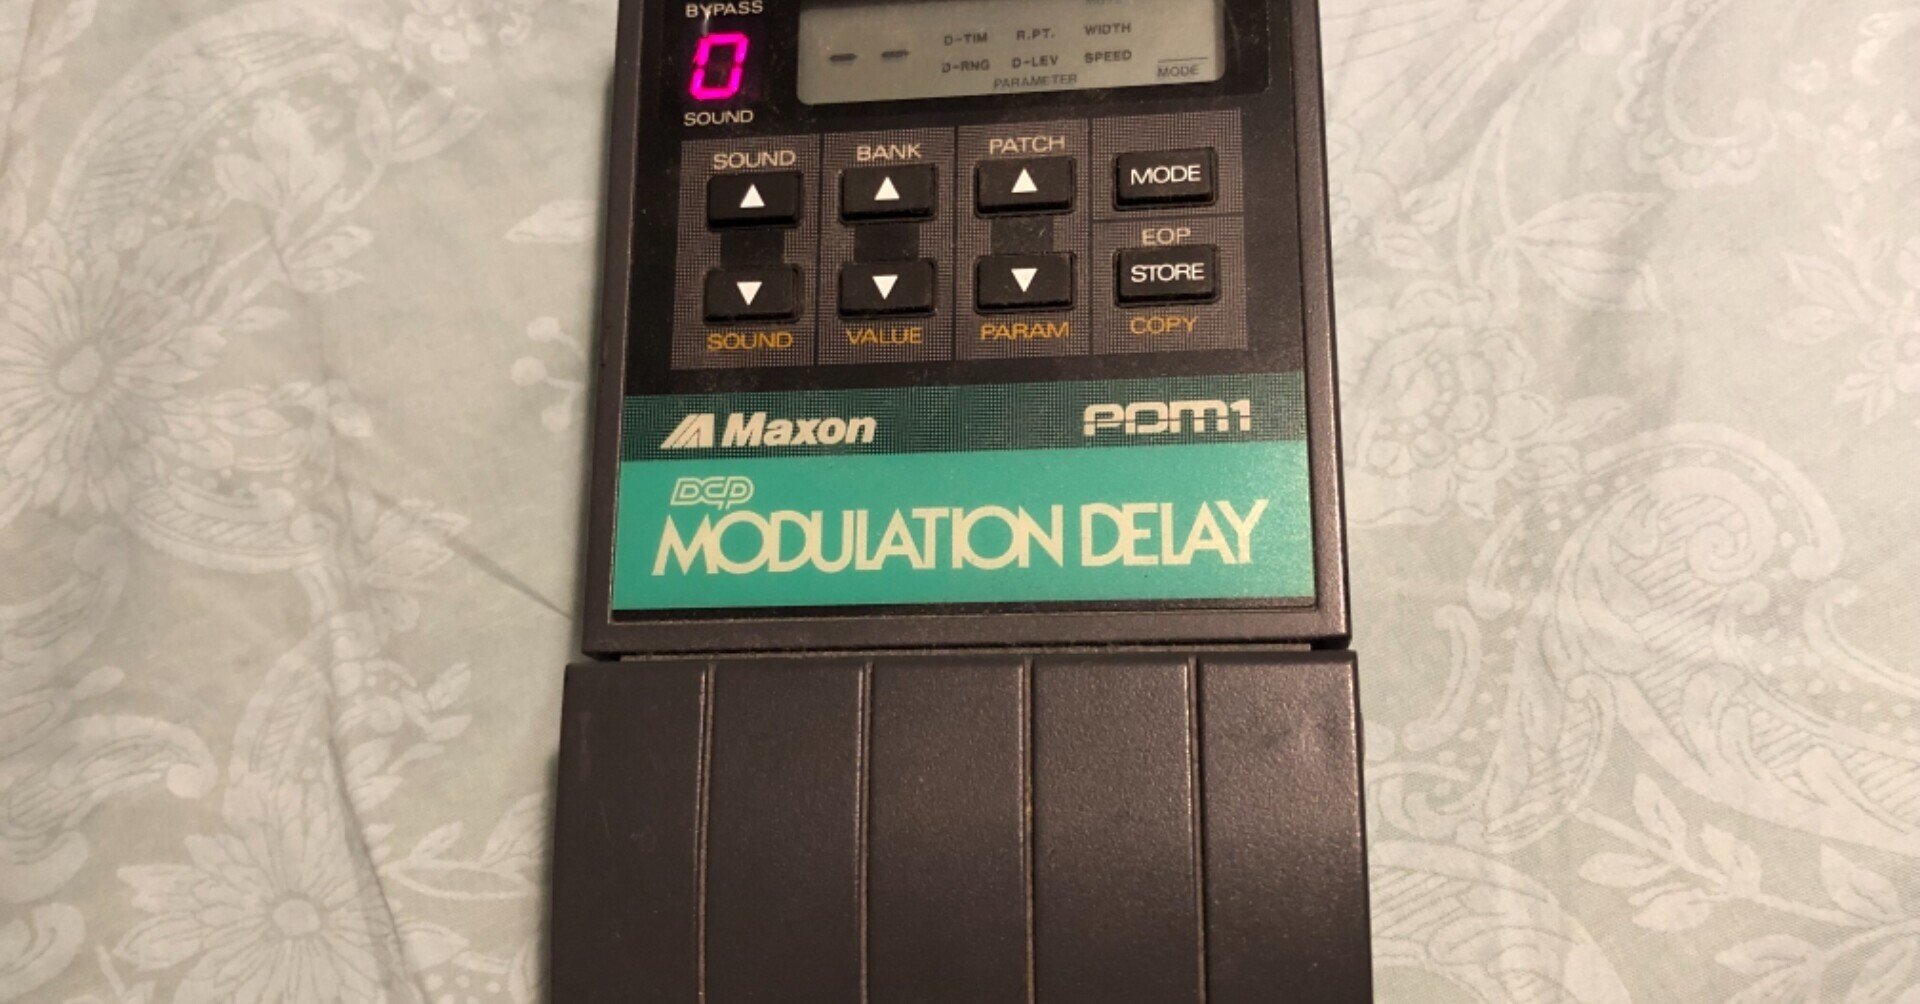 BYPASS
0
SOUND
-- D-TIM R.PT. WIDTH
D-RNG D-LEV SPEED
PARAMETER MODE
SOUND BANK PATCH
MODE
EOP
STORE
SOUND VALUE PARAM COPY
Maxon PDM1
DCP
MODULATION DELAY